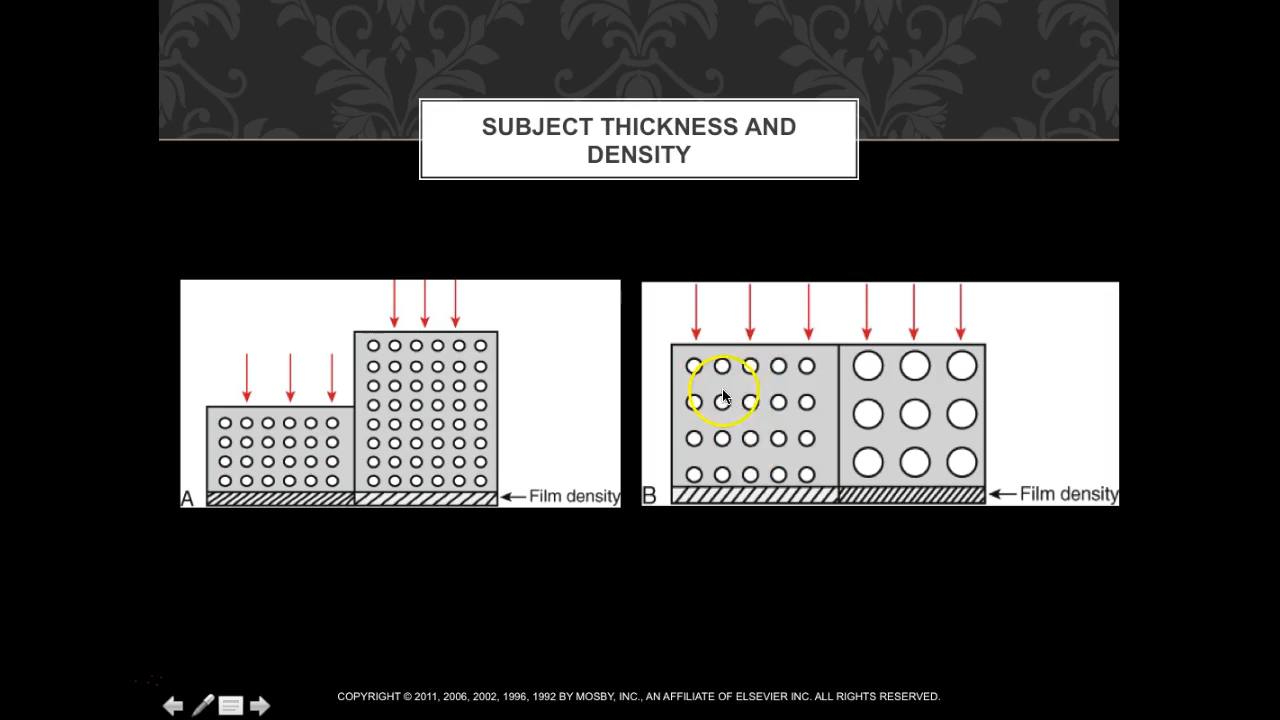 SUBJECT THICKNESS AND
DENSITY
A
Film density
B
Film density
COPYRIGHT © 2011, 2006, 2002, 1996, 1992 BY MOSBY, INC., AN AFFILIATE OF ELSEVIER INC. ALL RIGHTS RESERVED.